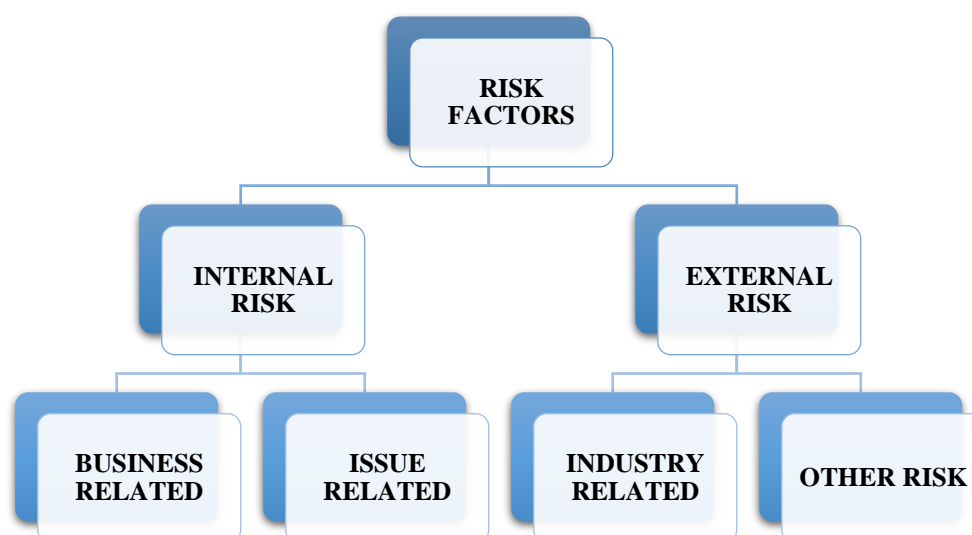 RISK
FACTORS
INTERNAL
RISK
EXTERNAL
RISK
BUSINESS
RELATED
ISSUE
RELATED
INDUSTRY
RELATED
OTHER RISK